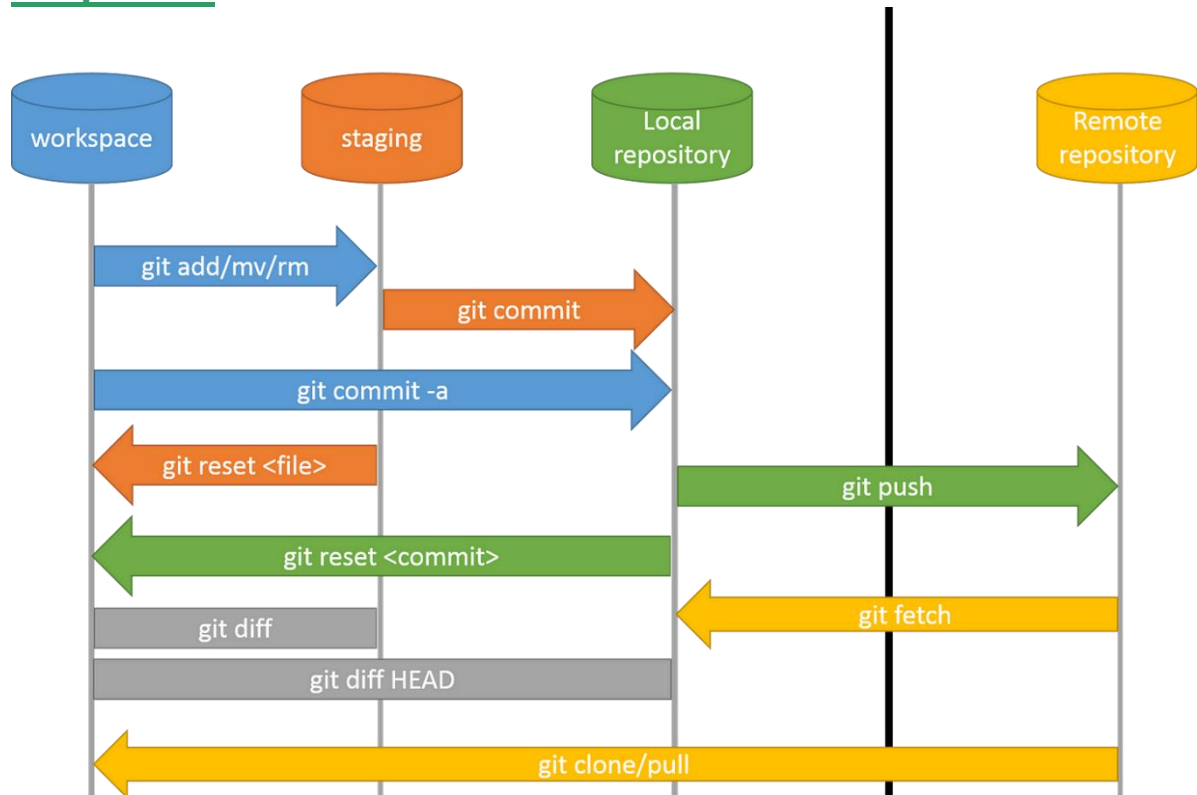 workspace
staging
Local
repository
Remote
repository
git add/mv/rm
git commit
git commit -a
git reset <file>
git push
git reset <commit>
git fetch
git diff
git diff HEAD
git clone/pull